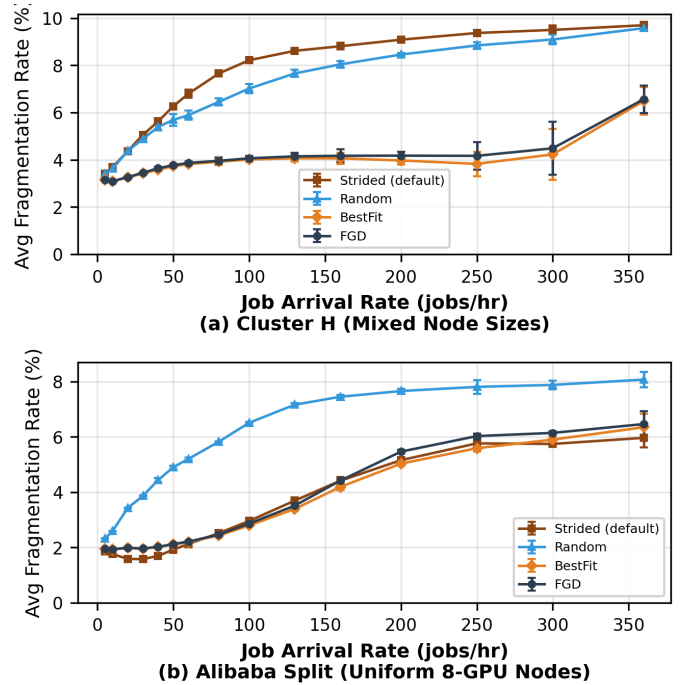 Avg Fragmentation Rate (%)
10
8
6
4
2
0
Strided (default)
Random
BestFit
FGD
0 50 100 150 200 250 300 350
Job Arrival Rate (jobs/hr)
(a) Cluster H (Mixed Node Sizes)
Avg Fragmentation Rate (%)
8
6
4
2
0
Strided (default)
Random
BestFit
FGD
0 50 100 150 200 250 300 350
Job Arrival Rate (jobs/hr)
(b) Alibaba Split (Uniform 8-GPU Nodes)